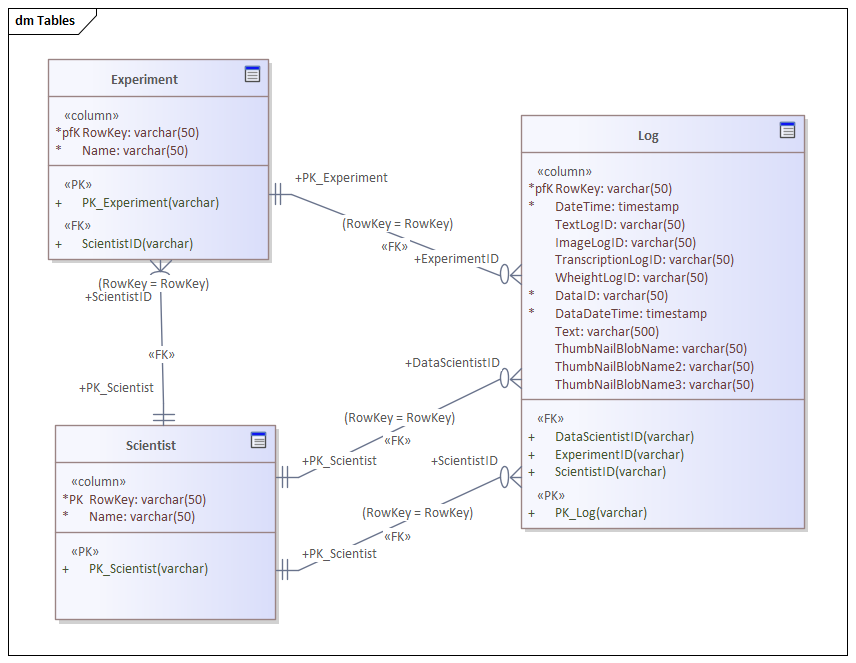 dm Tables
Experiment
«column»
*pfK RowKey: varchar(50)
* Name: varchar(50)
«PK»
+ PK_Experiment(varchar)
«FK»
+ ScientistID(varchar)
Log
«column»
*pfK RowKey: varchar(50)
* DateTime: timestamp
TextLogID: varchar(50)
ImageLogID: varchar(50)
TranscriptionLogID: varchar(50)
WheightLogID: varchar(50)
* DataID: varchar(50)
* DataDateTime: timestamp
Text: varchar(500)
ThumbNailBlobName: varchar(50)
ThumbNailBlobName2: varchar(50)
ThumbNailBlobName3: varchar(50)
«FK»
+ DataScientistID(varchar)
+ ExperimentID(varchar)
+ ScientistID(varchar)
«PK»
+ PK_Log(varchar)
+PK_Experiment
(RowKey = RowKey)
«FK»
+ExperimentID
(RowKey = RowKey)
+ScientistID
«FK»
+PK_Scientist
+DataScientistID
(RowKey = RowKey)
«FK»
+PK_Scientist
+ScientistID
(RowKey = RowKey)
«FK»
+PK_Scientist
Scientist
«column»
*PK RowKey: varchar(50)
* Name: varchar(50)
«PK»
+ PK_Scientist(varchar)